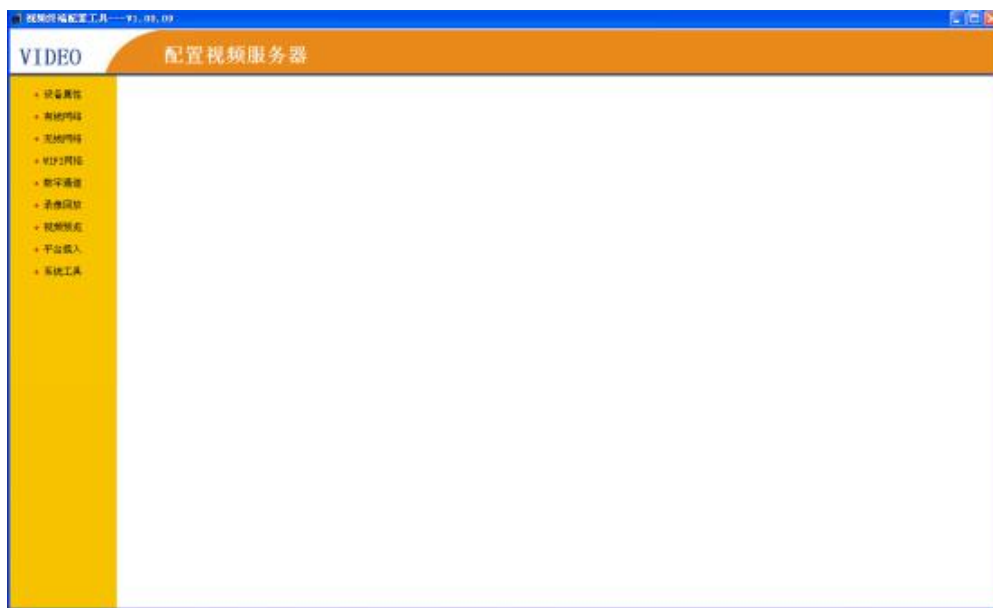 视频终端配置工具---V1.00.09
VIDEO
配置视频服务器
设备属性
有线网络
无线网络
WIFI网络
数字通道
录像回放
视频预览
平台接入
系统工具